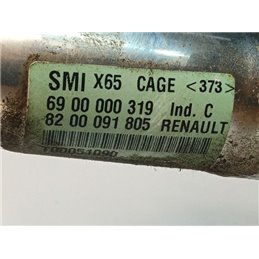 SMI X65 CAGE <373>
69 00 000 319 Ind. C
82 00 091 805 RENAULT